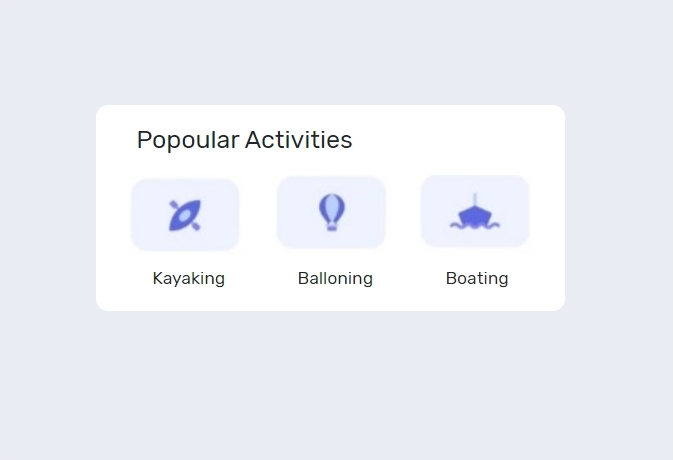 Popoular Activities
Kayaking
Balloning
Boating